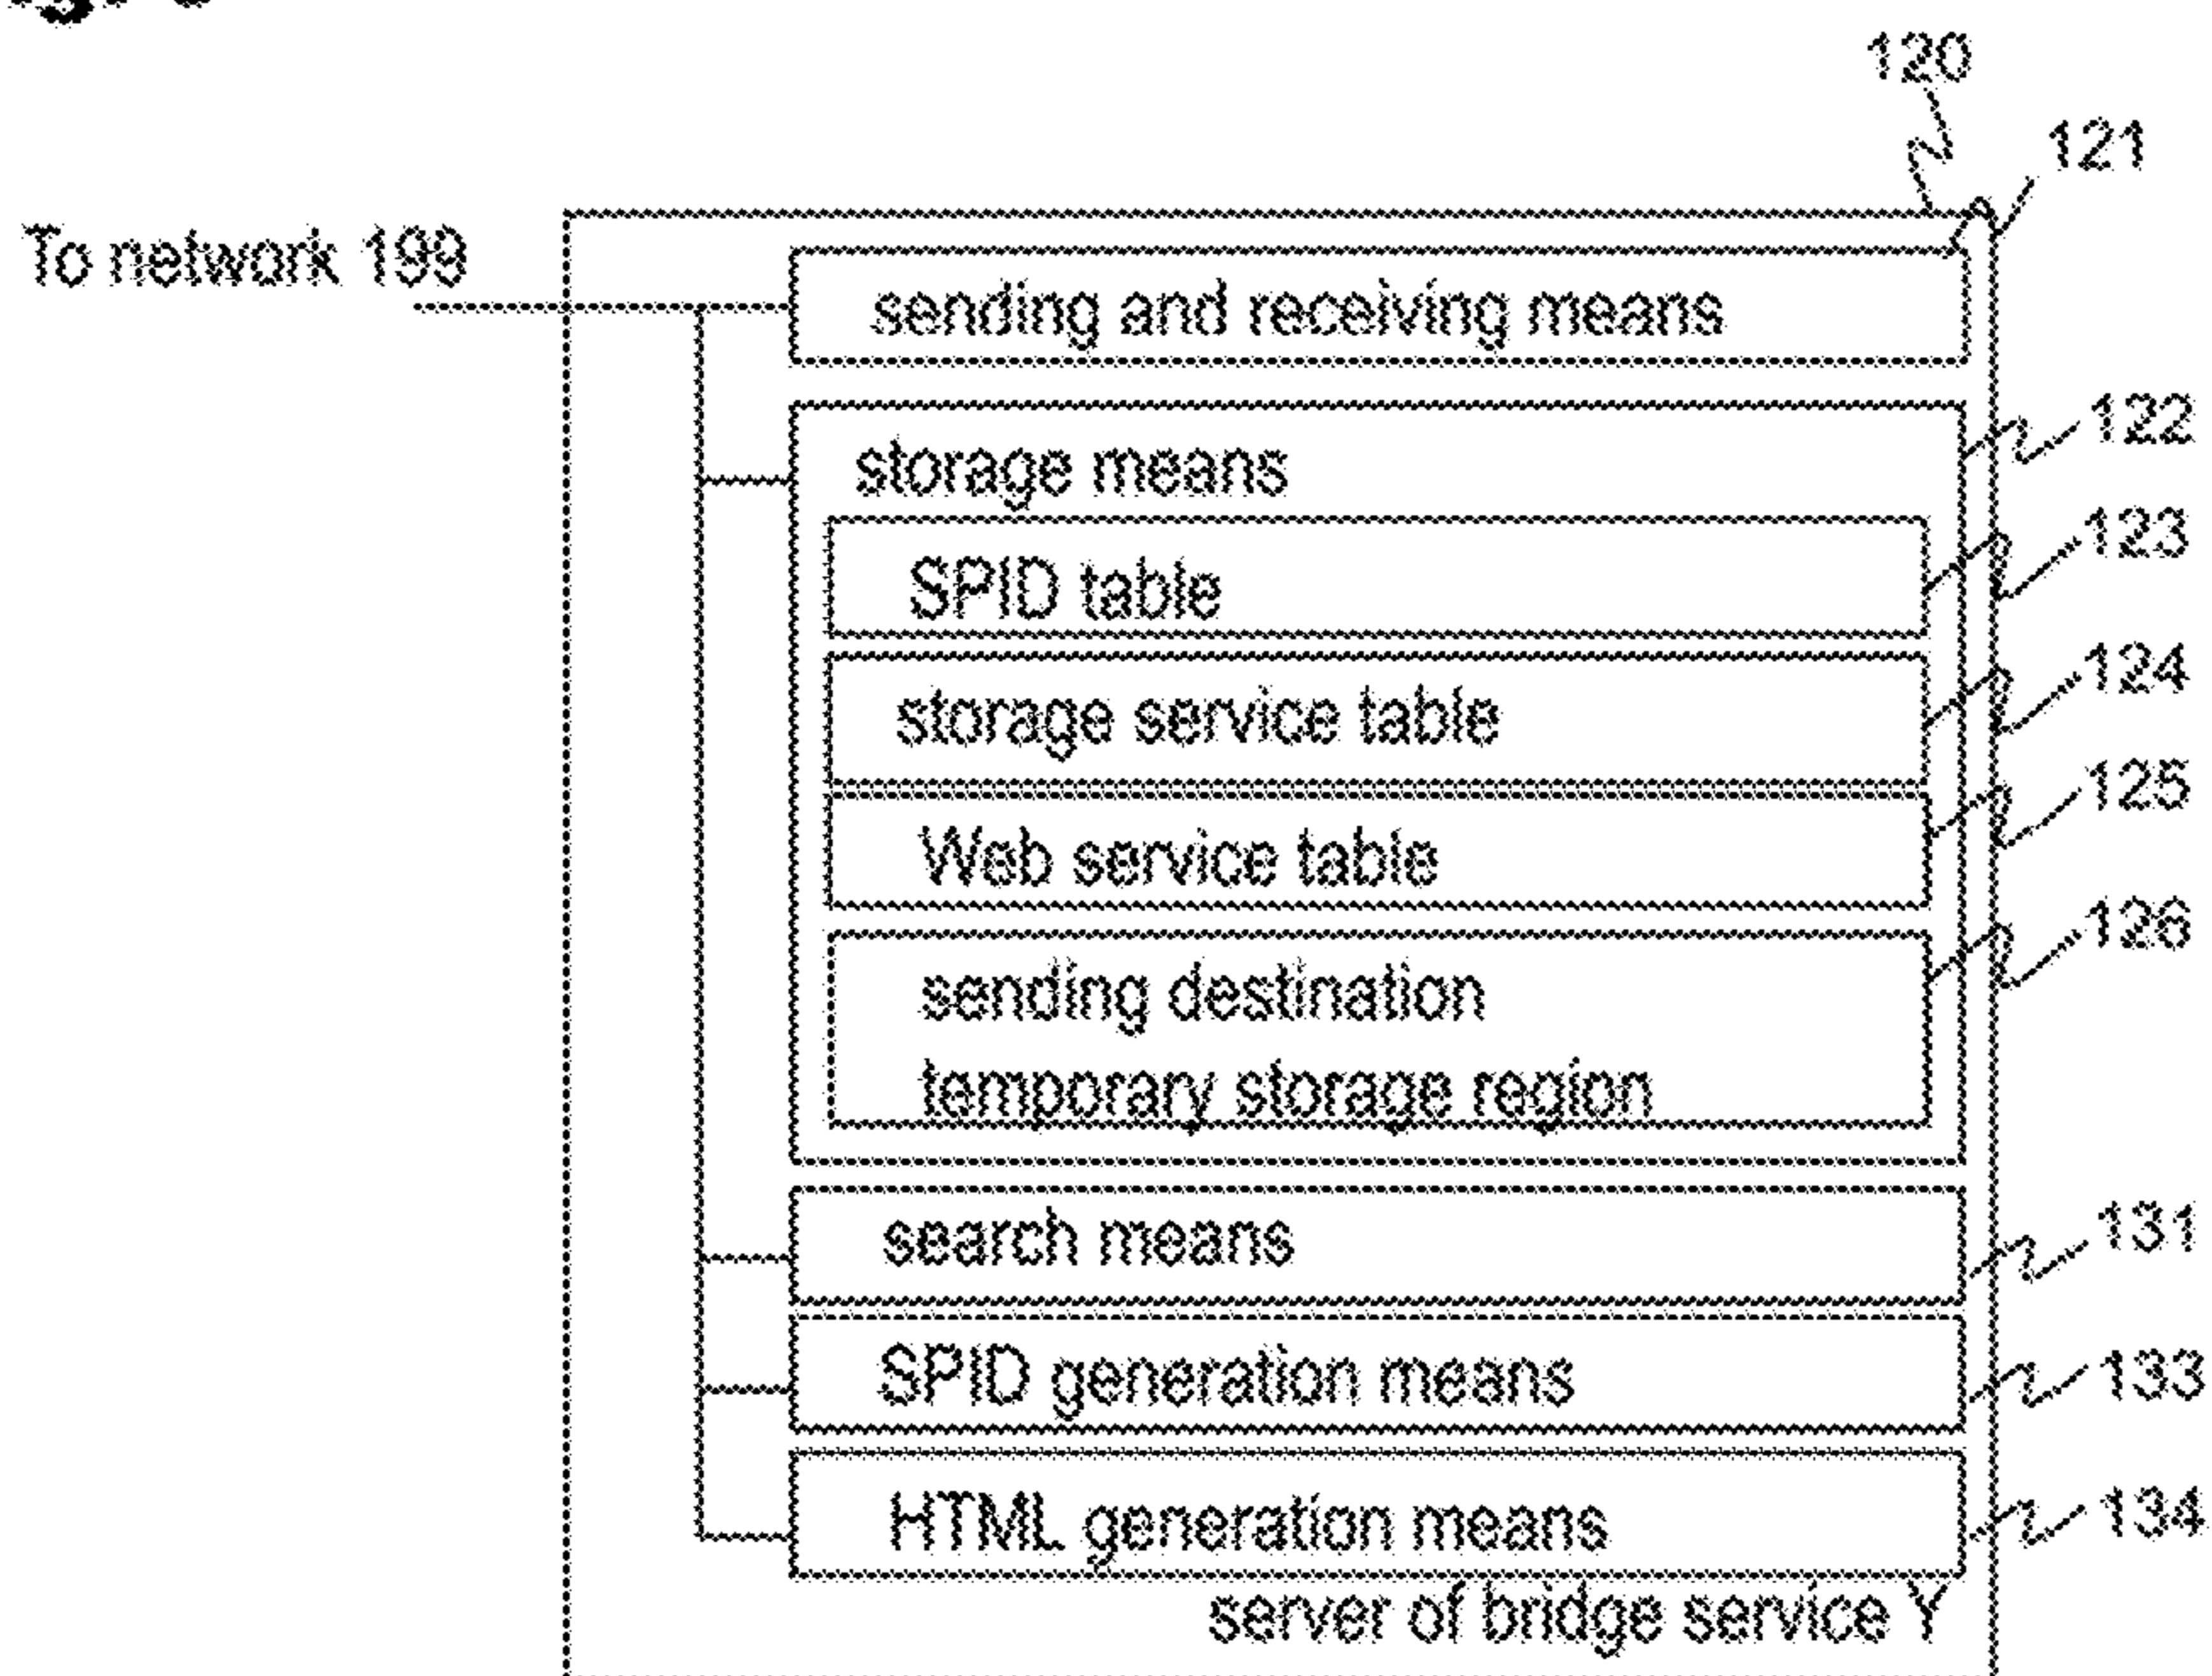 120
121
To network 199
sending and receiving means
122
storage means
123
SPID table
124
storage service table
125
Web service table
126
sending destination
temporary storage region
131
search means
133
SPID generation means
134
HTML generation means
server of bridge service Y